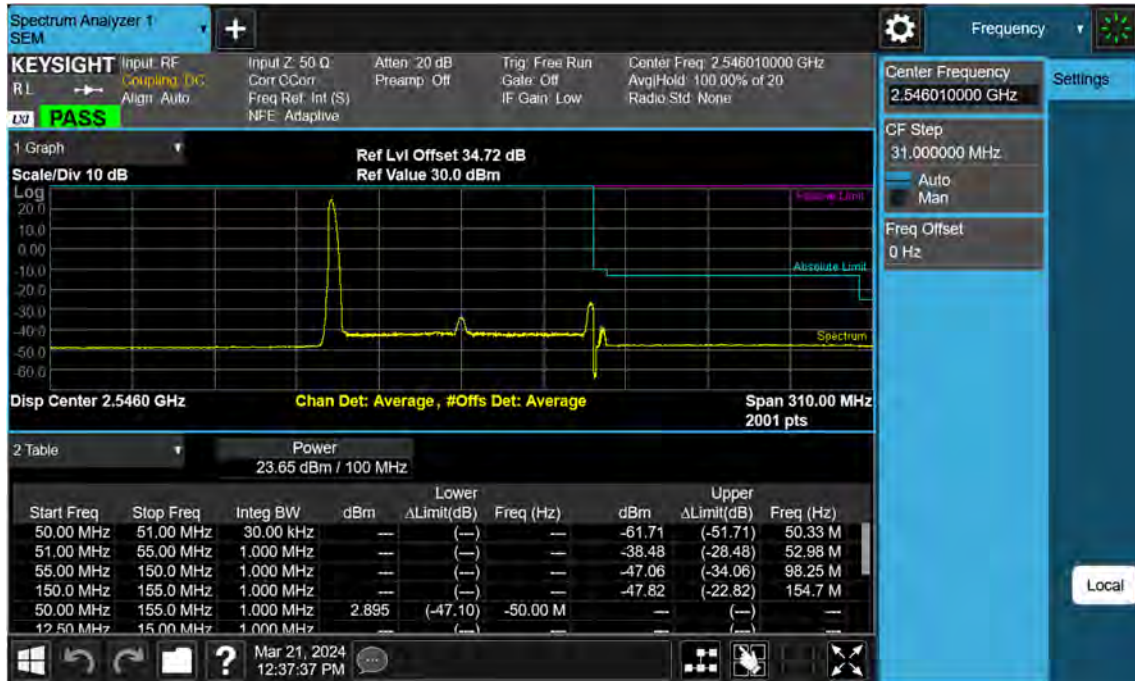 Spectrum Analyzer 1
SEM
Frequency
KEYSIGHT
RL
LXI
PASS
Input: RF
Coupling: DC
Align: Auto
Input Z: 50 Ω
Corr CCorr
Freq Ref: Int (S)
NFE: Adaptive
Atten: 20 dB
Preamp: Off
Trig: Free Run
Gate: Off
IF Gain: Low
Center Freq: 2.546010000 GHz
Avg|Hold: 100.00% of 20
Radio Std: None
Center Frequency
2.546010000 GHz
Settings
CF Step
31.000000 MHz
Auto
Man
Freq Offset
0 Hz
Local
1 Graph
Ref Lvl Offset 34.72 dB
Scale/Div 10 dB
Ref Value 30.0 dBm
Log
20.0
10.0
0.00
-10.0
-20.0
-30.0
-40.0
-50.0
-60.0
Relative Limit
Absolute Limit
Spectrum
Disp Center 2.5460 GHz
Chan Det: Average, #Offs Det: Average
Span 310.00 MHz
2001 pts
2 Table
Power
23.65 dBm / 100 MHz
Lower Upper
Start Freq Stop Freq Integ BW dBm ΔLimit(dB) Freq (Hz) dBm ΔLimit(dB) Freq (Hz)
50.00 MHz 51.00 MHz 30.00 kHz --- (---) --- -61.71 (-51.71) 50.33 M
51.00 MHz 55.00 MHz 1.000 MHz --- (---) --- -38.48 (-28.48) 52.98 M
55.00 MHz 150.0 MHz 1.000 MHz --- (---) --- -47.06 (-34.06) 98.25 M
150.0 MHz 155.0 MHz 1.000 MHz --- (---) --- -47.82 (-22.82) 154.7 M
50.00 MHz 155.0 MHz 1.000 MHz 2.895 (-47.10) -50.00 M --- (---) ---
12.50 MHz 15.00 MHz 1.000 MHz --- (---) --- --- (---) ---
?
Mar 21, 2024
12:37:37 PM